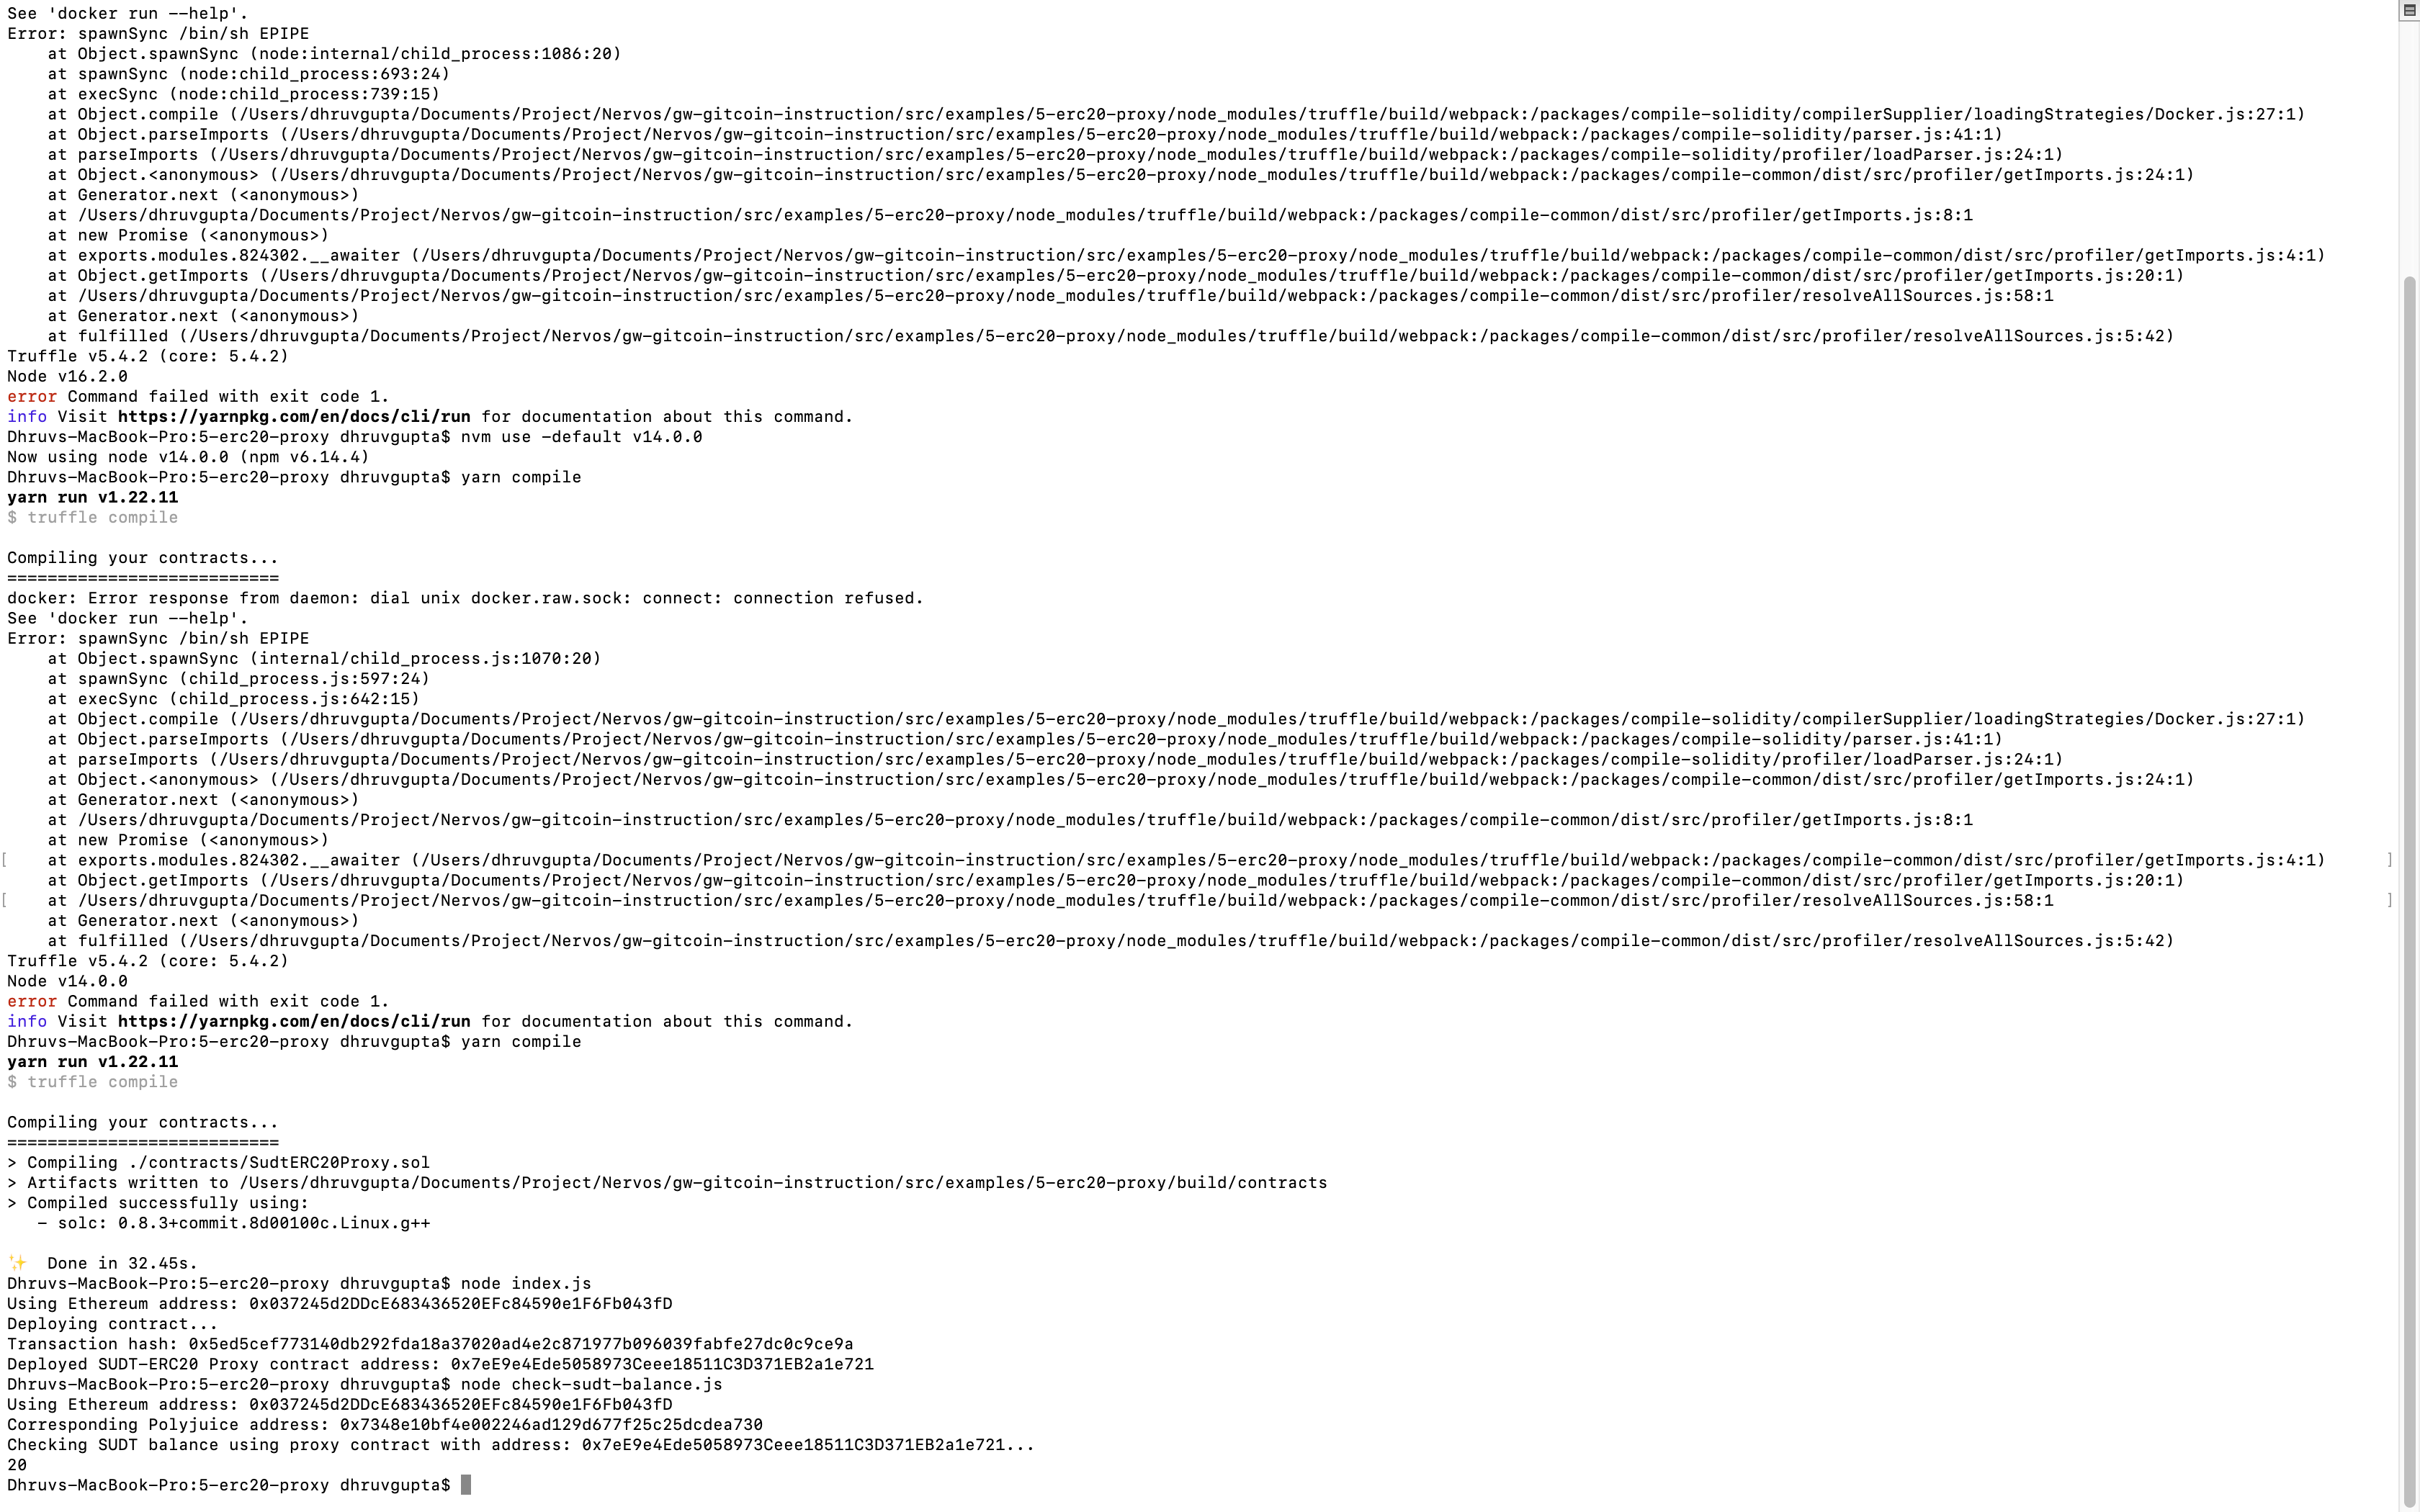 See 'docker run --help'.
Error: spawnSync /bin/sh EPIPE
    at Object.spawnSync (node:internal/child_process:1086:20)
    at spawnSync (node:child_process:693:24)
    at execSync (node:child_process:739:15)
    at Object.compile (/Users/dhruvgupta/Documents/Project/Nervos/gw-gitcoin-instruction/src/examples/5-erc20-proxy/node_modules/truffle/build/webpack:/packages/compile-solidity/compilerSupplier/loadingStrategies/Docker.js:27:1)
    at Object.parseImports (/Users/dhruvgupta/Documents/Project/Nervos/gw-gitcoin-instruction/src/examples/5-erc20-proxy/node_modules/truffle/build/webpack:/packages/compile-solidity/parser.js:41:1)
    at parseImports (/Users/dhruvgupta/Documents/Project/Nervos/gw-gitcoin-instruction/src/examples/5-erc20-proxy/node_modules/truffle/build/webpack:/packages/compile-solidity/profiler/loadParser.js:24:1)
    at Object.<anonymous> (/Users/dhruvgupta/Documents/Project/Nervos/gw-gitcoin-instruction/src/examples/5-erc20-proxy/node_modules/truffle/build/webpack:/packages/compile-common/dist/src/profiler/getImports.js:24:1)
    at Generator.next (<anonymous>)
    at /Users/dhruvgupta/Documents/Project/Nervos/gw-gitcoin-instruction/src/examples/5-erc20-proxy/node_modules/truffle/build/webpack:/packages/compile-common/dist/src/profiler/getImports.js:8:1
    at new Promise (<anonymous>)
    at exports.modules.824302.__awaiter (/Users/dhruvgupta/Documents/Project/Nervos/gw-gitcoin-instruction/src/examples/5-erc20-proxy/node_modules/truffle/build/webpack:/packages/compile-common/dist/src/profiler/getImports.js:4:1)
    at Object.getImports (/Users/dhruvgupta/Documents/Project/Nervos/gw-gitcoin-instruction/src/examples/5-erc20-proxy/node_modules/truffle/build/webpack:/packages/compile-common/dist/src/profiler/getImports.js:20:1)
    at /Users/dhruvgupta/Documents/Project/Nervos/gw-gitcoin-instruction/src/examples/5-erc20-proxy/node_modules/truffle/build/webpack:/packages/compile-common/dist/src/profiler/resolveAllSources.js:58:1
    at Generator.next (<anonymous>)
    at fulfilled (/Users/dhruvgupta/Documents/Project/Nervos/gw-gitcoin-instruction/src/examples/5-erc20-proxy/node_modules/truffle/build/webpack:/packages/compile-common/dist/src/profiler/resolveAllSources.js:5:42)
Truffle v5.4.2 (core: 5.4.2)
Node v16.2.0
error Command failed with exit code 1.
info Visit https://yarnpkg.com/en/docs/cli/run for documentation about this command.
Dhruvs-MacBook-Pro:5-erc20-proxy dhruvgupta$ nvm use -default v14.0.0
Now using node v14.0.0 (npm v6.14.4)
Dhruvs-MacBook-Pro:5-erc20-proxy dhruvgupta$ yarn compile
yarn run v1.22.11
$ truffle compile

Compiling your contracts...
===========================
docker: Error response from daemon: dial unix docker.raw.sock: connect: connection refused.
See 'docker run --help'.
Error: spawnSync /bin/sh EPIPE
    at Object.spawnSync (internal/child_process.js:1070:20)
    at spawnSync (child_process.js:597:24)
    at execSync (child_process.js:642:15)
    at Object.compile (/Users/dhruvgupta/Documents/Project/Nervos/gw-gitcoin-instruction/src/examples/5-erc20-proxy/node_modules/truffle/build/webpack:/packages/compile-solidity/compilerSupplier/loadingStrategies/Docker.js:27:1)
    at Object.parseImports (/Users/dhruvgupta/Documents/Project/Nervos/gw-gitcoin-instruction/src/examples/5-erc20-proxy/node_modules/truffle/build/webpack:/packages/compile-solidity/parser.js:41:1)
    at parseImports (/Users/dhruvgupta/Documents/Project/Nervos/gw-gitcoin-instruction/src/examples/5-erc20-proxy/node_modules/truffle/build/webpack:/packages/compile-solidity/profiler/loadParser.js:24:1)
    at Object.<anonymous> (/Users/dhruvgupta/Documents/Project/Nervos/gw-gitcoin-instruction/src/examples/5-erc20-proxy/node_modules/truffle/build/webpack:/packages/compile-common/dist/src/profiler/getImports.js:24:1)
    at Generator.next (<anonymous>)
    at /Users/dhruvgupta/Documents/Project/Nervos/gw-gitcoin-instruction/src/examples/5-erc20-proxy/node_modules/truffle/build/webpack:/packages/compile-common/dist/src/profiler/getImports.js:8:1
    at new Promise (<anonymous>)
[    at exports.modules.824302.__awaiter (/Users/dhruvgupta/Documents/Project/Nervos/gw-gitcoin-instruction/src/examples/5-erc20-proxy/node_modules/truffle/build/webpack:/packages/compile-common/dist/src/profiler/getImports.js:4:1) ]
    at Object.getImports (/Users/dhruvgupta/Documents/Project/Nervos/gw-gitcoin-instruction/src/examples/5-erc20-proxy/node_modules/truffle/build/webpack:/packages/compile-common/dist/src/profiler/getImports.js:20:1)
[    at /Users/dhruvgupta/Documents/Project/Nervos/gw-gitcoin-instruction/src/examples/5-erc20-proxy/node_modules/truffle/build/webpack:/packages/compile-common/dist/src/profiler/resolveAllSources.js:58:1 ]
    at Generator.next (<anonymous>)
    at fulfilled (/Users/dhruvgupta/Documents/Project/Nervos/gw-gitcoin-instruction/src/examples/5-erc20-proxy/node_modules/truffle/build/webpack:/packages/compile-common/dist/src/profiler/resolveAllSources.js:5:42)
Truffle v5.4.2 (core: 5.4.2)
Node v14.0.0
error Command failed with exit code 1.
info Visit https://yarnpkg.com/en/docs/cli/run for documentation about this command.
Dhruvs-MacBook-Pro:5-erc20-proxy dhruvgupta$ yarn compile
yarn run v1.22.11
$ truffle compile

Compiling your contracts...
===========================
> Compiling ./contracts/SudtERC20Proxy.sol
> Artifacts written to /Users/dhruvgupta/Documents/Project/Nervos/gw-gitcoin-instruction/src/examples/5-erc20-proxy/build/contracts
> Compiled successfully using:
   - solc: 0.8.3+commit.8d00100c.Linux.g++

✨  Done in 32.45s.
Dhruvs-MacBook-Pro:5-erc20-proxy dhruvgupta$ node index.js
Using Ethereum address: 0x037245d2DDcE683436520EFc84590e1F6Fb043fD
Deploying contract...
Transaction hash: 0x5ed5cef773140db292fda18a37020ad4e2c871977b096039fabfe27dc0c9ce9a
Deployed SUDT-ERC20 Proxy contract address: 0x7eE9e4Ede5058973Ceee18511C3D371EB2a1e721
Dhruvs-MacBook-Pro:5-erc20-proxy dhruvgupta$ node check-sudt-balance.js
Using Ethereum address: 0x037245d2DDcE683436520EFc84590e1F6Fb043fD
Corresponding Polyjuice address: 0x7348e10bf4e002246ad129d677f25c25dcdea730
Checking SUDT balance using proxy contract with address: 0x7eE9e4Ede5058973Ceee18511C3D371EB2a1e721...
20
Dhruvs-MacBook-Pro:5-erc20-proxy dhruvgupta$